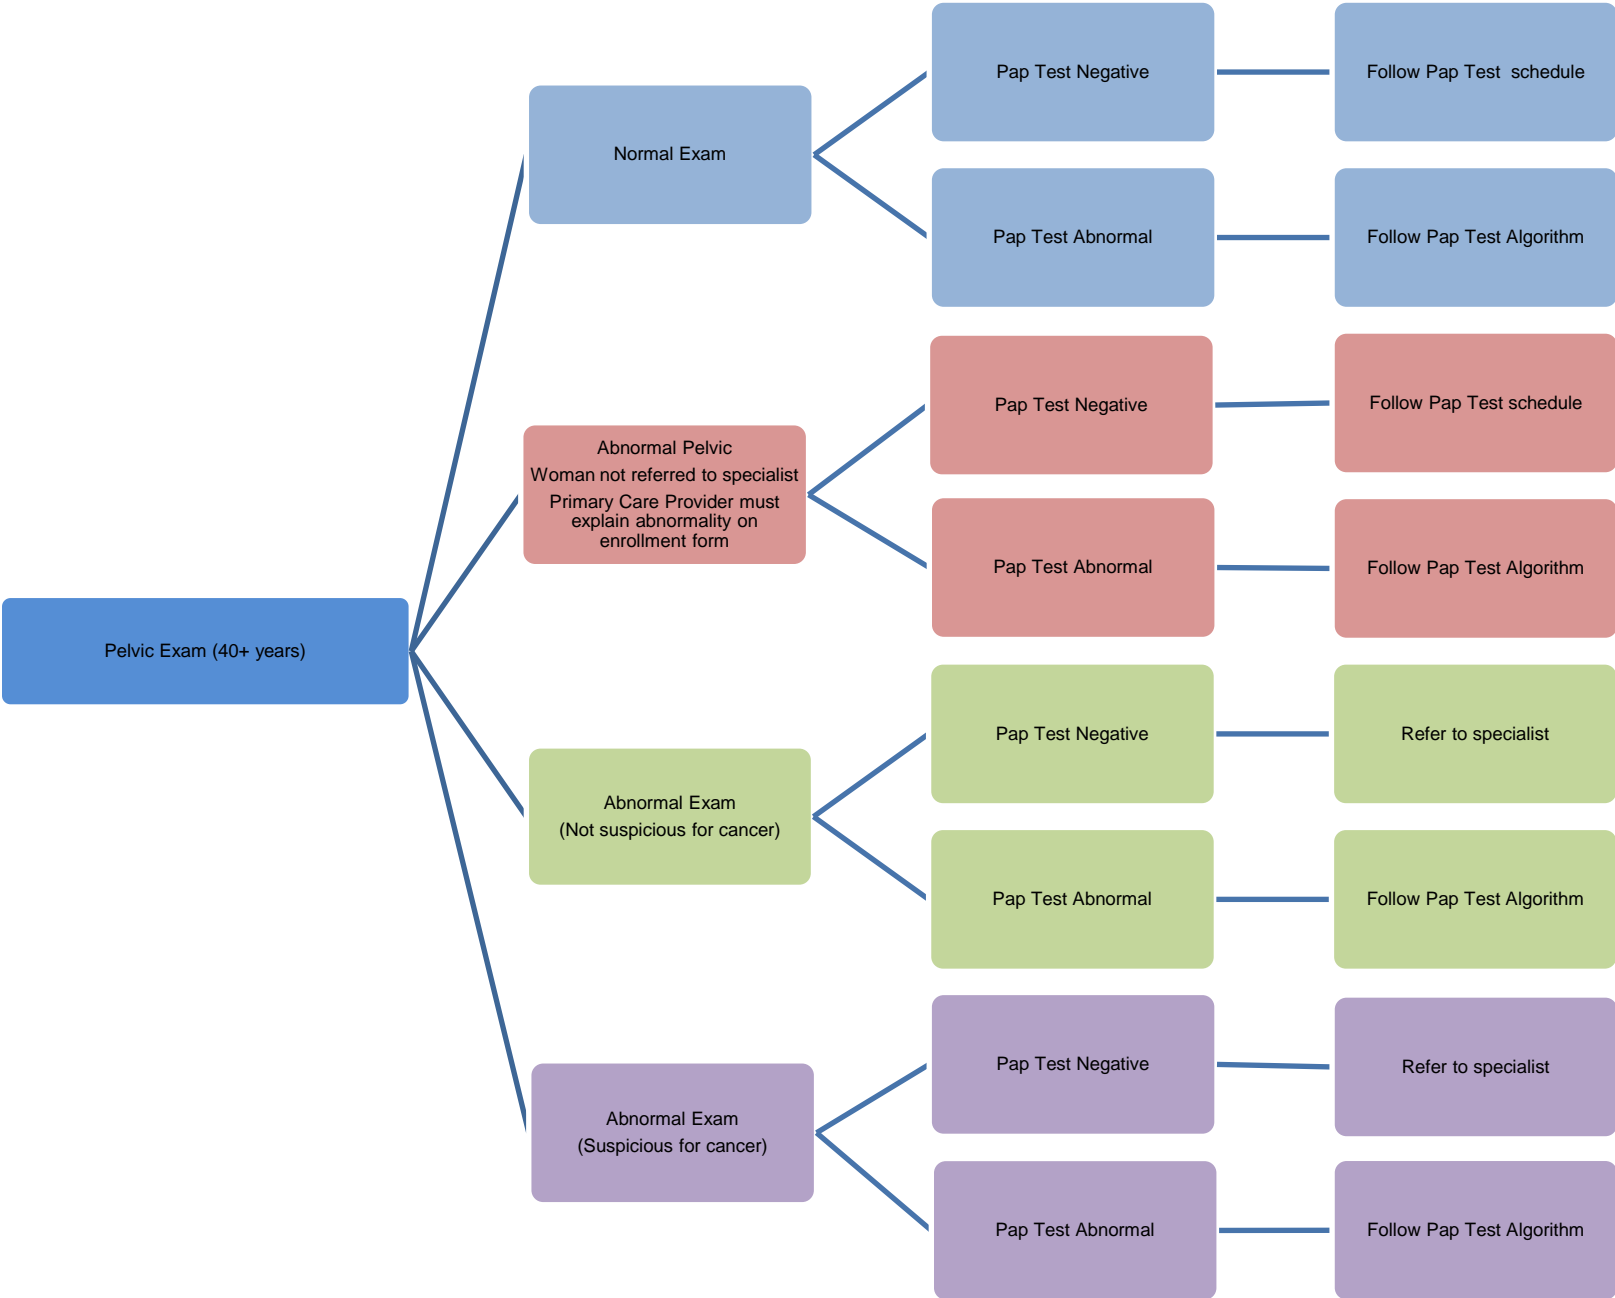 Pelvic Exam (40+ years)
Normal Exam
Pap Test Negative
Follow Pap Test  schedule
Pap Test Abnormal
Follow Pap Test Algorithm
Abnormal Pelvic
Woman not referred to specialist
Primary Care Provider must
explain abnormality on
enrollment form
Pap Test Negative
Follow Pap Test schedule
Pap Test Abnormal
Follow Pap Test Algorithm
Abnormal Exam
(Not suspicious for cancer)
Pap Test Negative
Refer to specialist
Pap Test Abnormal
Follow Pap Test Algorithm
Abnormal Exam
(Suspicious for cancer)
Pap Test Negative
Refer to specialist
Pap Test Abnormal
Follow Pap Test Algorithm